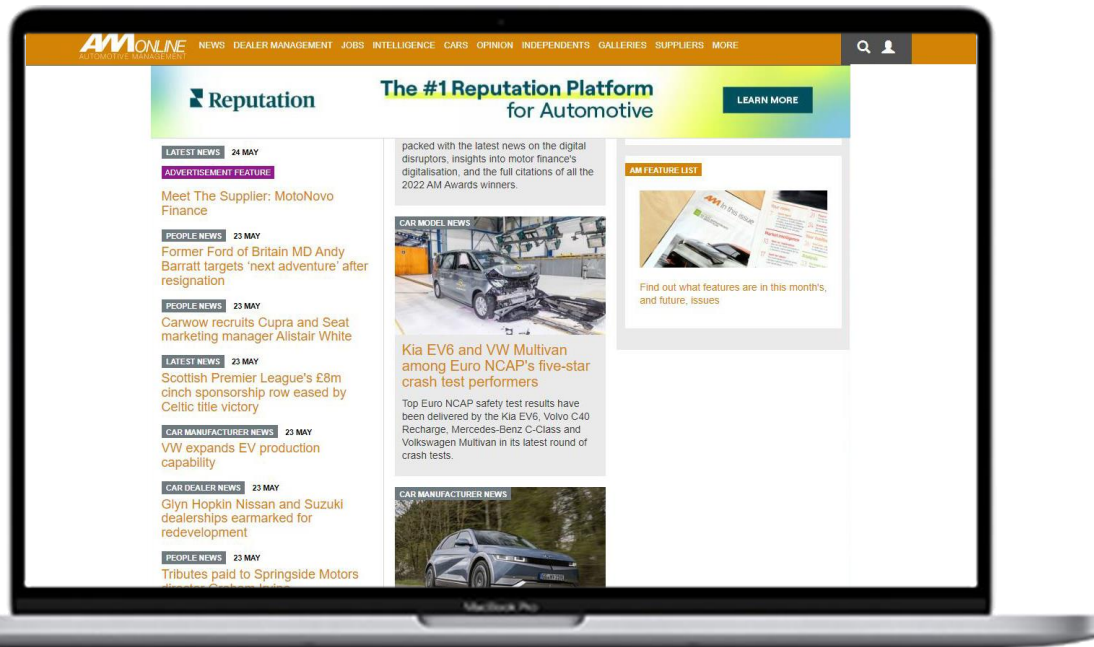 AM ONLINE
AUTOMOTIVE MANAGEMENT
NEWS DEALER MANAGEMENT JOBS INTELLIGENCE CARS OPINION INDEPENDENTS GALLERIES SUPPLIERS MORE
Reputation
The #1 Reputation Platform
for Automotive
LEARN MORE
LATEST NEWS 24 MAY
ADVERTISEMENT FEATURE
Meet The Supplier: MotoNovo
Finance
PEOPLE NEWS 23 MAY
Former Ford of Britain MD Andy
Barratt targets ‘next adventure’ after
resignation
PEOPLE NEWS 23 MAY
Carwow recruits Cupra and Seat
marketing manager Alistair White
LATEST NEWS 23 MAY
Scottish Premier League's £8m
cinch sponsorship row eased by
Celtic title victory
CAR MANUFACTURER NEWS 23 MAY
VW expands EV production
capability
CAR DEALER NEWS 23 MAY
Glyn Hopkin Nissan and Suzuki
dealerships earmarked for
redevelopment
PEOPLE NEWS 23 MAY
Tributes paid to Springside Motors
packed with the latest news on the digital
disruptors, insights into motor finance's
digitalisation, and the full citations of all the
2022 AM Awards winners.
CAR MODEL NEWS
Kia EV6 and VW Multivan
among Euro NCAP's five-star
crash test performers
Top Euro NCAP safety test results have
been delivered by the Kia EV6, Volvo C40
Recharge, Mercedes-Benz C-Class and
Volkswagen Multivan in its latest round of
crash tests.
CAR MANUFACTURER NEWS
AM FEATURE LIST
AM in this issue
Find out what features are in this month's,
and future, issues
MacBook Pro